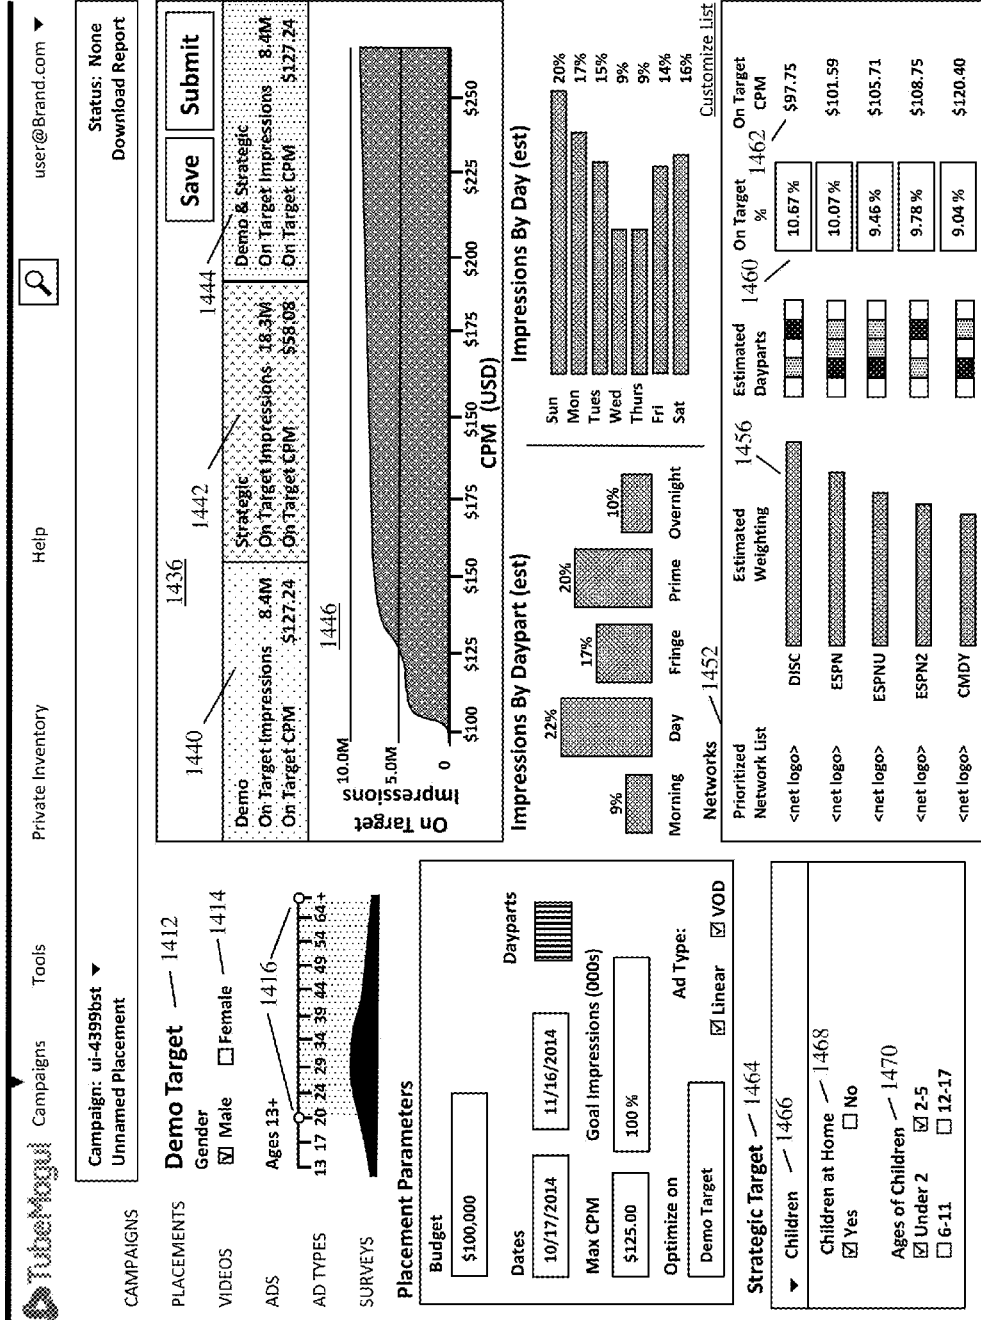 TubeMogul
Campaigns
Tools
Private Inventory
Help
user@Brand.com
CAMPAIGNS
PLACEMENTS
VIDEOS
ADS
AD TYPES
SURVEYS
Campaign: ui-4399bst
Unnamed Placement
Status: None
Download Report
Demo Target
1412
Gender
1414
Male
Female
Ages 13+
1416
13 17 20 24 29 34 39 44 49 54 64+
Placement Parameters
Budget
$100,000
Dates
Dayparts
10/17/2014
11/16/2014
Max CPM
Goal Impressions (000s)
$125.00
100 %
Optimize on
Ad Type:
Demo Target
Linear
VOD
Strategic Target
1464
1466
Children
1468
Children at Home
Yes
No
1470
Ages of Children
Under 2
2-5
6-11
12-17
1436
Save
Submit
1440
1442
1444
Demo
On Target Impressions 8.4M
On Target CPM $127.24
Strategic
On Target Impressions 18.3M
On Target CPM $58.08
Demo & Strategic
On Target Impressions 8.4M
On Target CPM $127.24
1446
On Target
Impressions
10.0M
5.0M
0
$100 $125 $150 $175 $150 $175 $200 $225 $250
CPM (USD)
Impressions By Daypart (est)
9%
22%
17%
20%
10%
Morning Day Fringe Prime Overnight
Impressions By Day (est)
Sun 20%
Mon 17%
Tues 15%
Wed 9%
Thurs 9%
Fri 14%
Sat 16%
Networks
1452
Customize List
Prioritized
Network List
Estimated
Weighting
1456
Estimated
Dayparts
1460
On Target
%
1462
On Target
CPM
<net logo> DISC 10.67 % $97.75
<net logo> ESPN 10.07 % $101.59
<net logo> ESPNU 9.46 % $105.71
<net logo> ESPN2 9.78 % $108.75
<net logo> CMDY 9.04 % $120.40